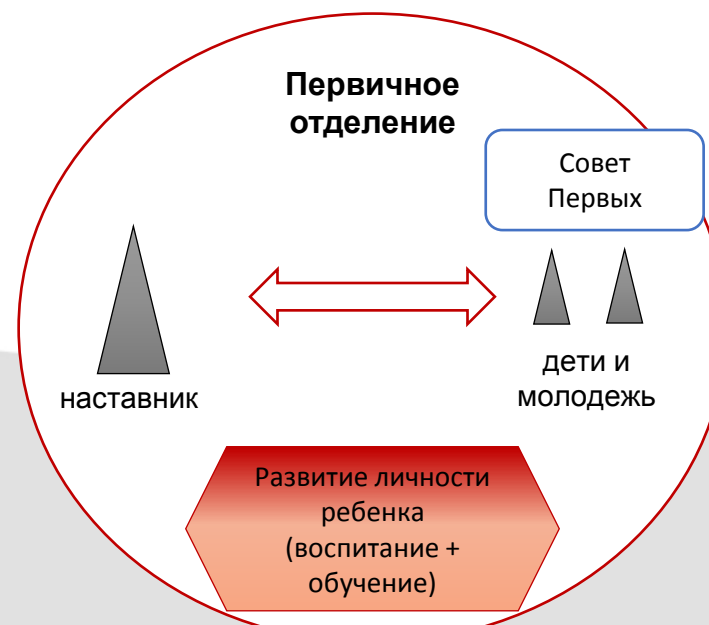 Первичное
отделение
Совет
Первых
наставник
дети и
молодежь
Развитие личности
ребенка
(воспитание +
обучение)